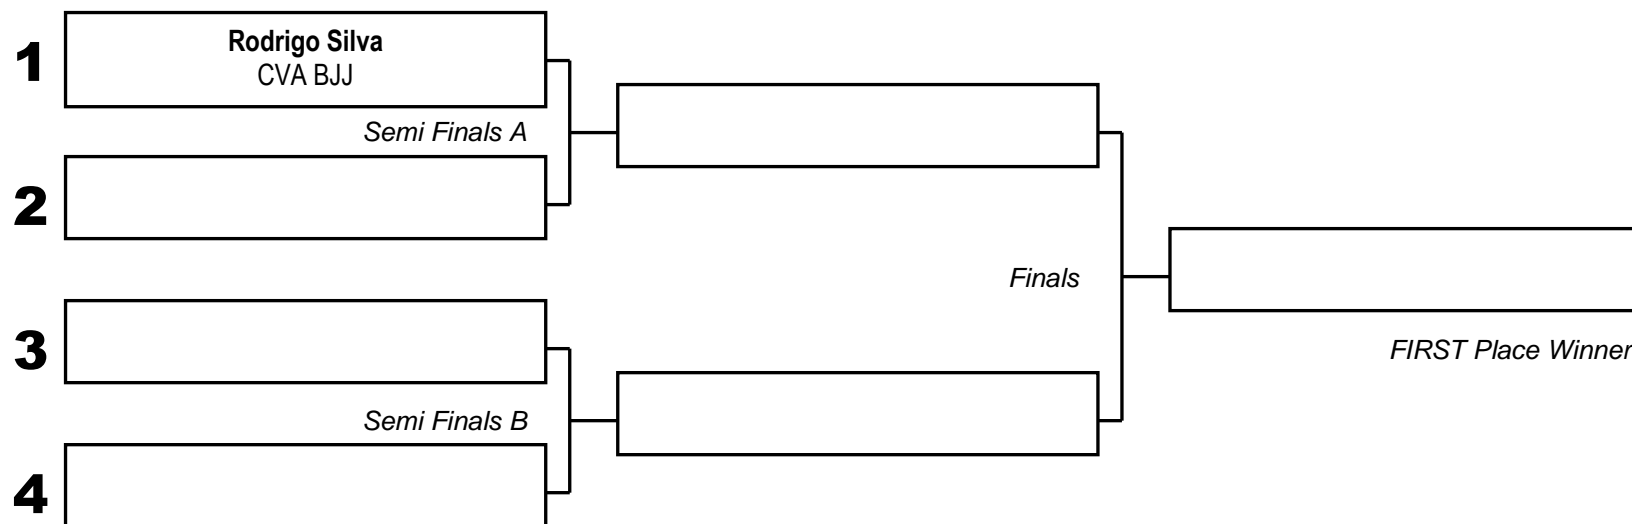 1
Rodrigo Silva
CVA BJJ
Semi Finals A
2
Finals
3
FIRST Place Winner
Semi Finals B
4